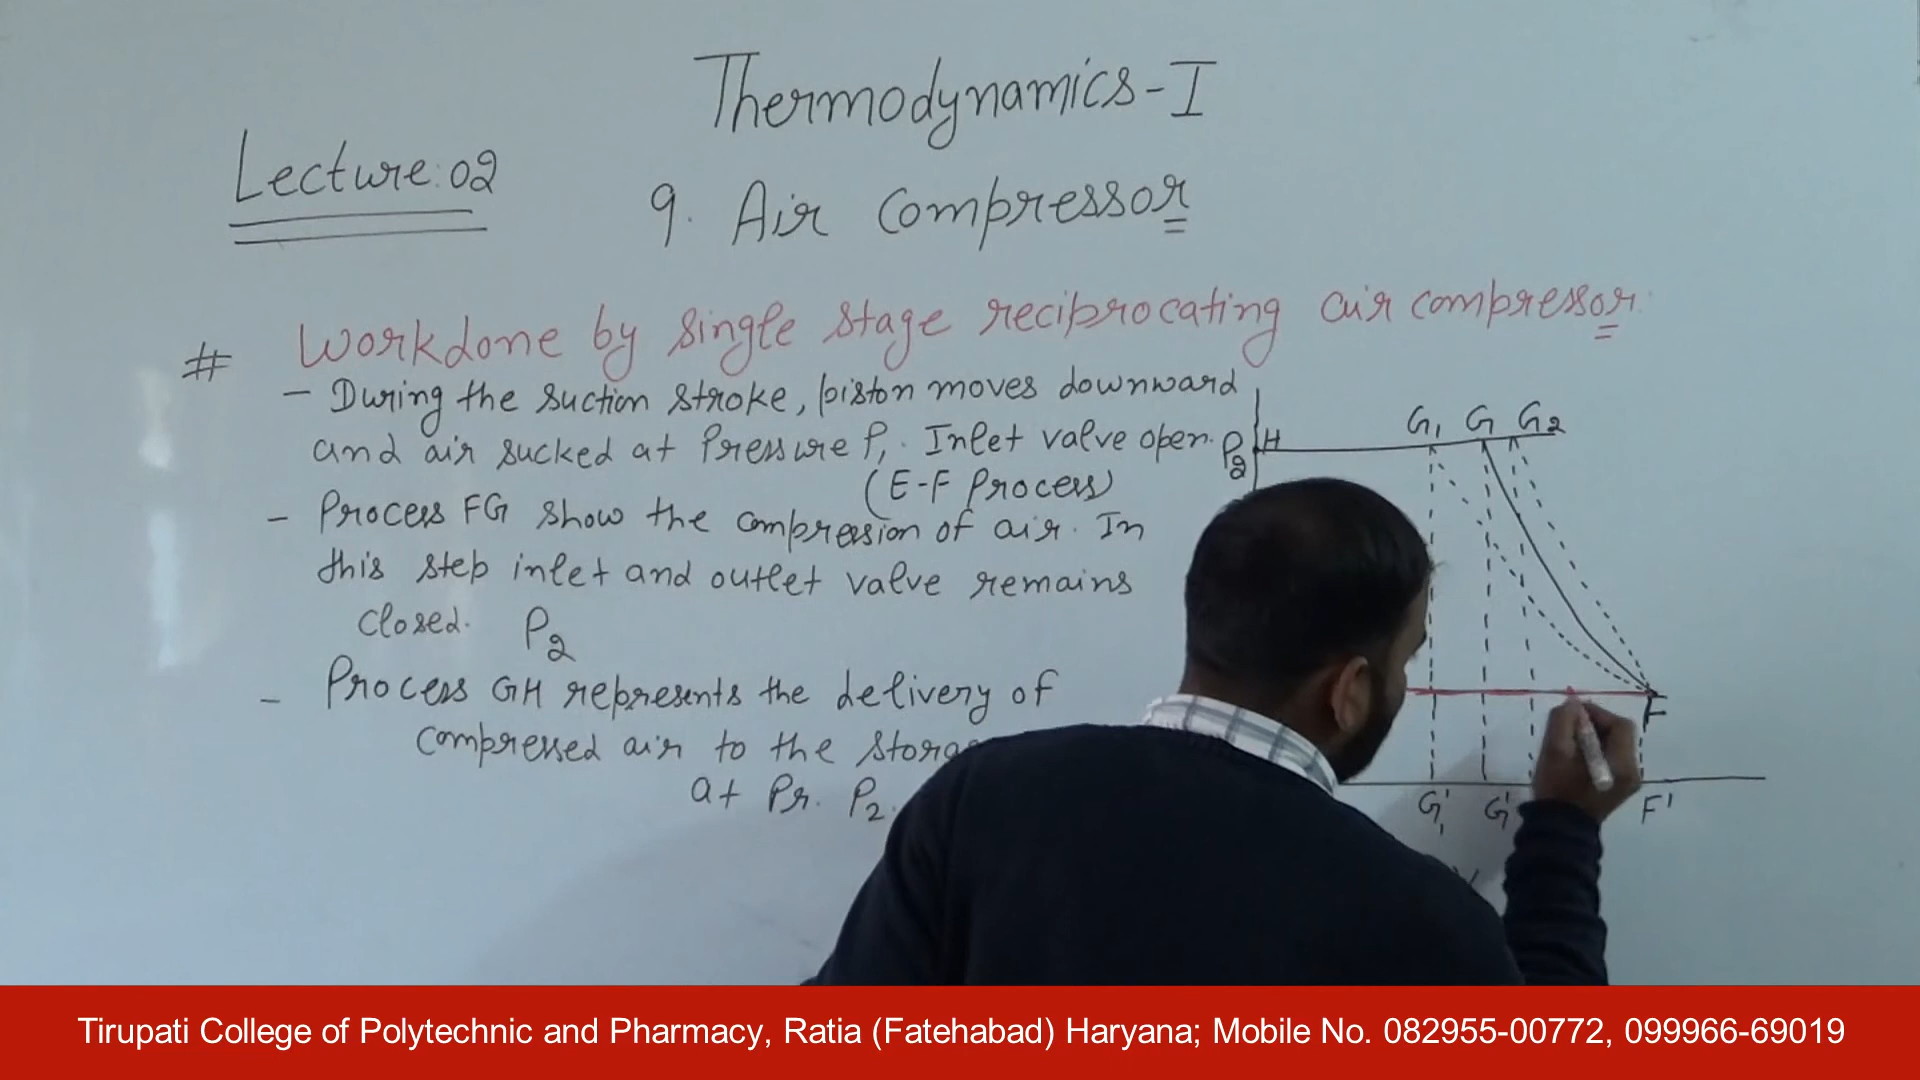 Thermodynamics-I
Lecture:02
9. Air Compressor
# Workdone by single stage reciprocating air compressor.
- During the suction stroke, piston moves downward
and air sucked at Pressure P1. Inlet valve open.
(E-F Process)
- Process FG show the compression of air. In
this step inlet and outlet valve remains
closed. P2
- Process GH represents the delivery of
compressed air to the
at Pr. P2.
G1 G G2
P2 H
F
G1' G' F'
Tirupati College of Polytechnic and Pharmacy, Ratia (Fatehabad) Haryana; Mobile No. 082955-00772, 099966-69019